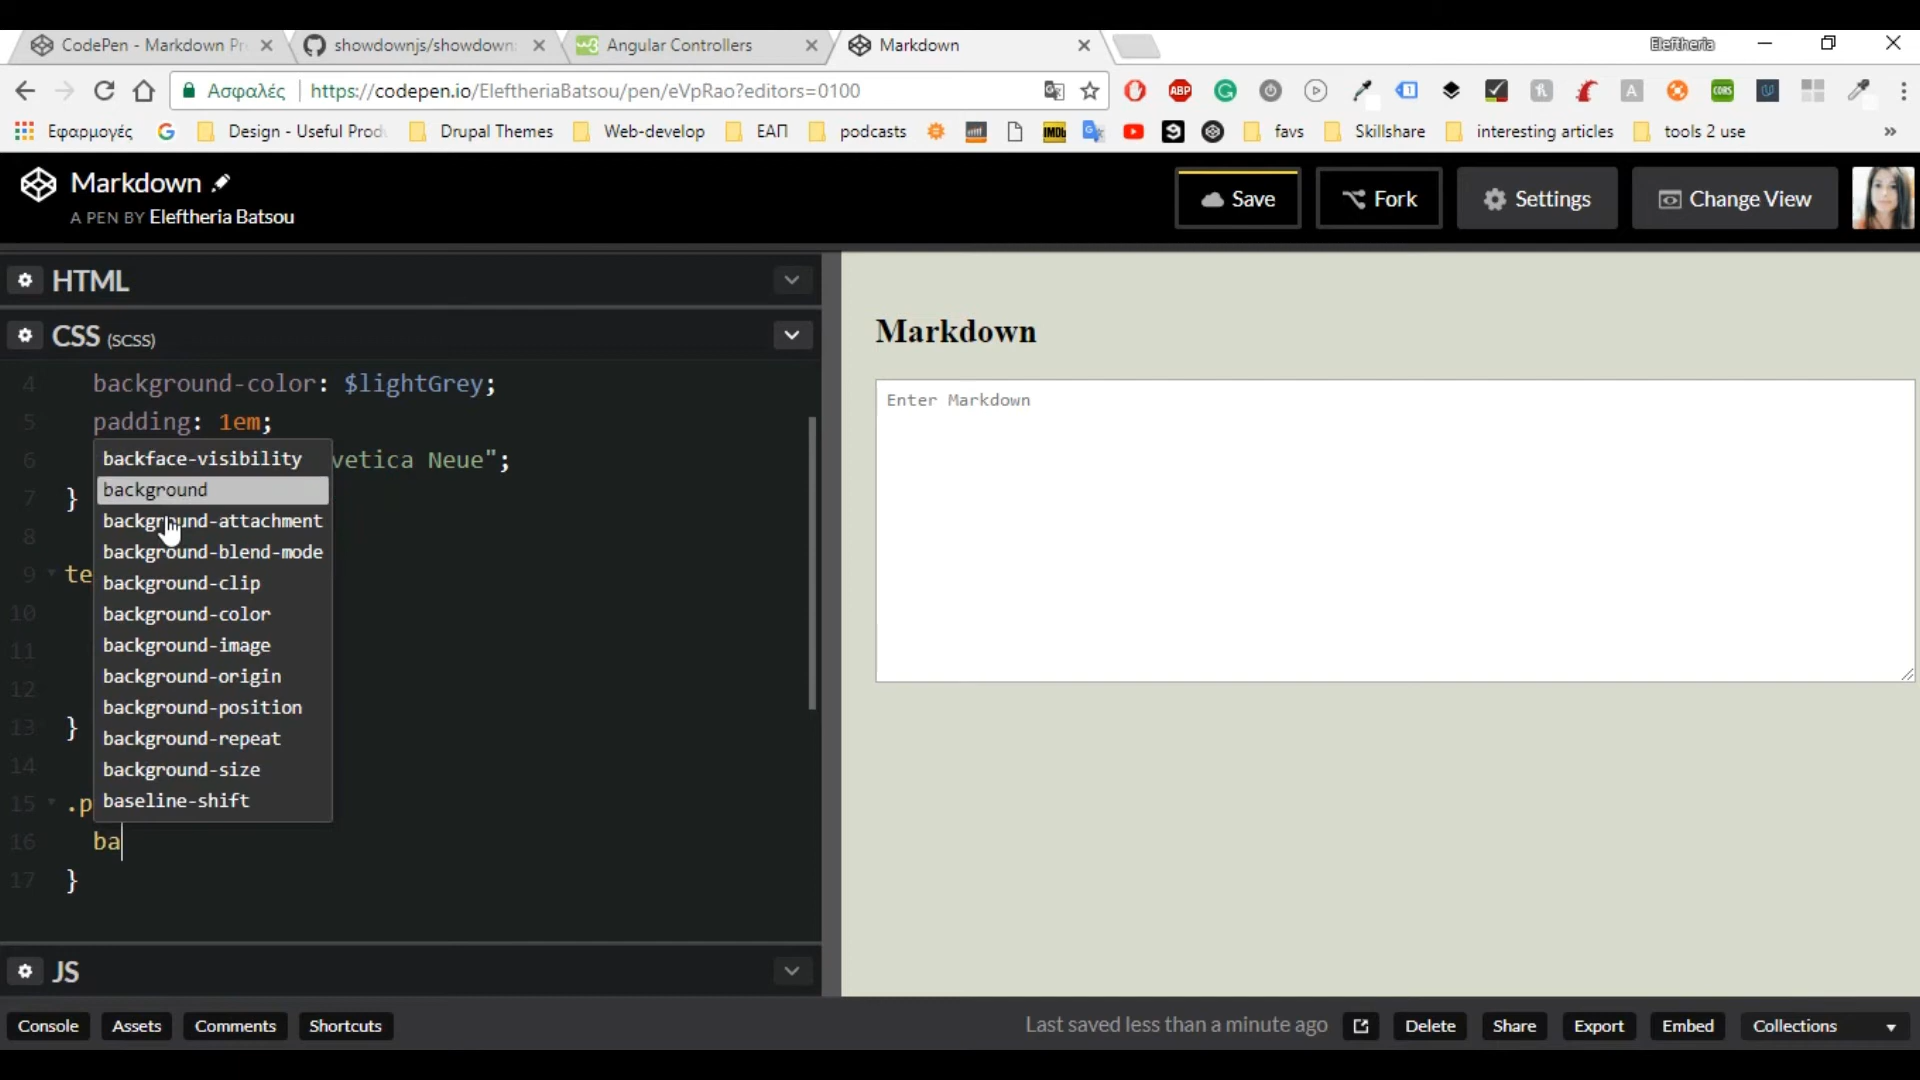 CodePen - Markdown Pr
showdownjs/showdown:
Angular Controllers
Markdown
Eleftheria
Ασφαλές
https://codepen.io/EleftheriaBatsou/pen/eVpRao?editors=0100
Εφαρμογές
Design - Useful Prod
Drupal Themes
Web-develop
ΕΑΠ
podcasts
favs
Skillshare
interesting articles
tools 2 use
»
Markdown
A PEN BY Eleftheria Batsou
Save
Fork
Settings
Change View
HTML
CSS (SCSS)
4 background-color: $lightGrey;
5 padding: 1em;
6 vetica Neue";
7 }
8
9 te
10
11
12
13 }
14
15 .p
16 ba
17 }
backface-visibility
background
background-attachment
background-blend-mode
background-clip
background-color
background-image
background-origin
background-position
background-repeat
background-size
baseline-shift
Markdown
Enter Markdown
JS
Console
Assets
Comments
Shortcuts
Last saved less than a minute ago
Delete
Share
Export
Embed
Collections